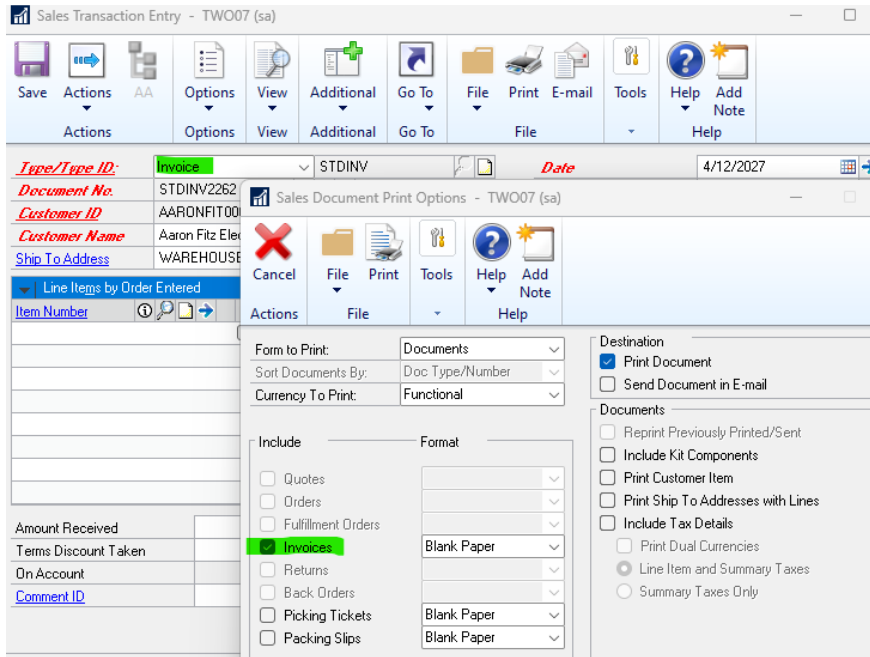 Sales Transaction Entry - TWO07 (sa)
Save Actions AA Options View Additional Go To File Print E-mail Tools Help Add Note
Actions Options View Additional Go To File Help
Type/Type ID: Invoice STDINV Date 4/12/2027
Document No. STDINV2262
Customer ID AARONFIT00
Customer Name Aaron Fitz Elec
Ship To Address WAREHOUSE
Line Items by Order Entered
Item Number
Amount Received
Terms Discount Taken
On Account
Comment ID
Sales Document Print Options - TWO07 (sa)
Cancel File Print Tools Help Add Note
Actions File Help
Form to Print: Documents
Sort Documents By: Doc Type/Number
Currency To Print: Functional
Include Format
Quotes
Orders
Fulfillment Orders
Invoices Blank Paper
Returns
Back Orders
Picking Tickets Blank Paper
Packing Slips Blank Paper
Destination
Print Document
Send Document in E-mail
Documents
Reprint Previously Printed/Sent
Include Kit Components
Print Customer Item
Print Ship To Addresses with Lines
Include Tax Details
Print Dual Currencies
Line Item and Summary Taxes
Summary Taxes Only